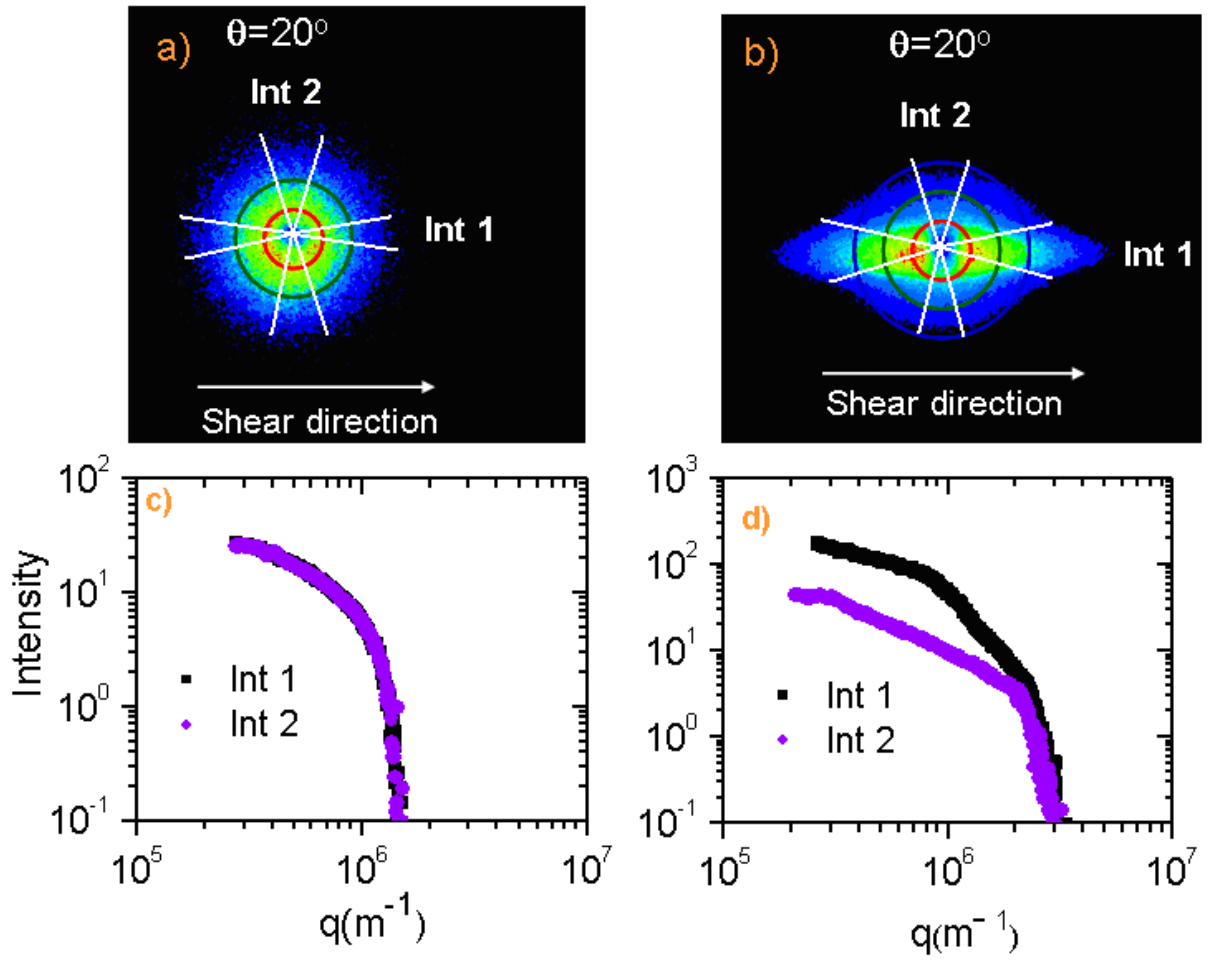 a)
θ=20°
Int 2
Int 1
Shear direction
b)
θ=20°
Int 2
Int 1
Shear direction
c)
10²
10¹
10⁰
10⁻¹
Intensity
Int 1
Int 2
10⁵
10⁶
10⁷
q(m⁻¹)
d)
10³
10²
10¹
10⁰
10⁻¹
Int 1
Int 2
10⁵
10⁶
10⁷
q(m⁻¹)